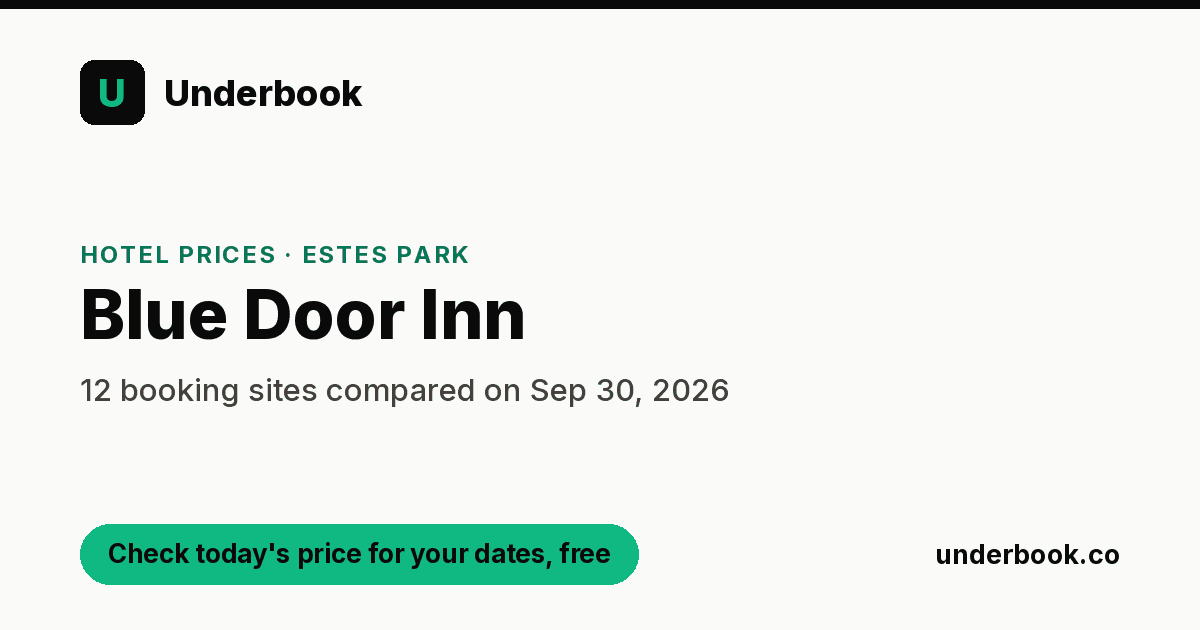 U Underbook
HOTEL PRICES · ESTES PARK
Blue Door Inn
12 booking sites compared on Sep 30, 2026
Check today's price for your dates, free
underbook.co